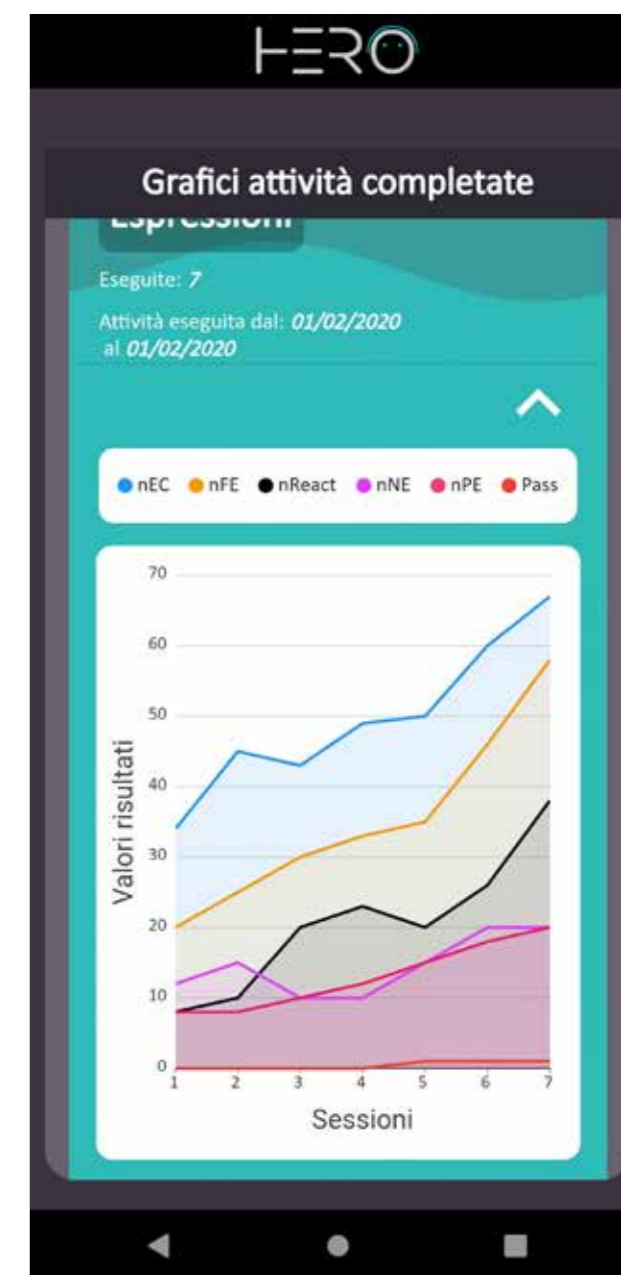 HERO
Grafici attività completate
Espressioni
Eseguite: 7
Attività eseguita dal: 01/02/2020
al 01/02/2020
nEC nFE nReact nNE nPE Pass
70
60
50
40
30
20
10
0
Valori risultati
1 2 3 4 5 6 7
Sessioni